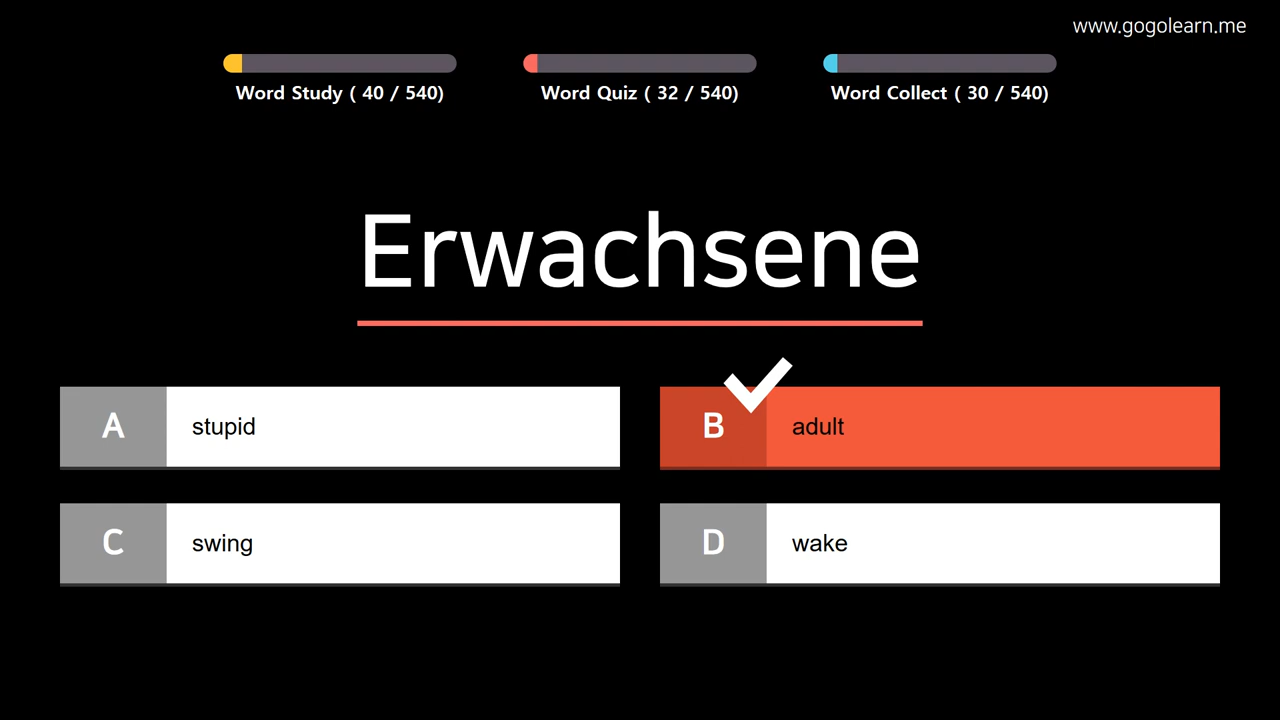 www.gogolearn.me
Word Study ( 40 / 540)
Word Quiz ( 32 / 540)
Word Collect ( 30 / 540)
Erwachsene
A stupid
B adult
C swing
D wake